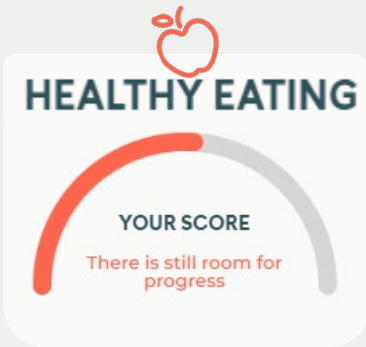 HEALTHY EATING
YOUR SCORE
There is still room for
progress